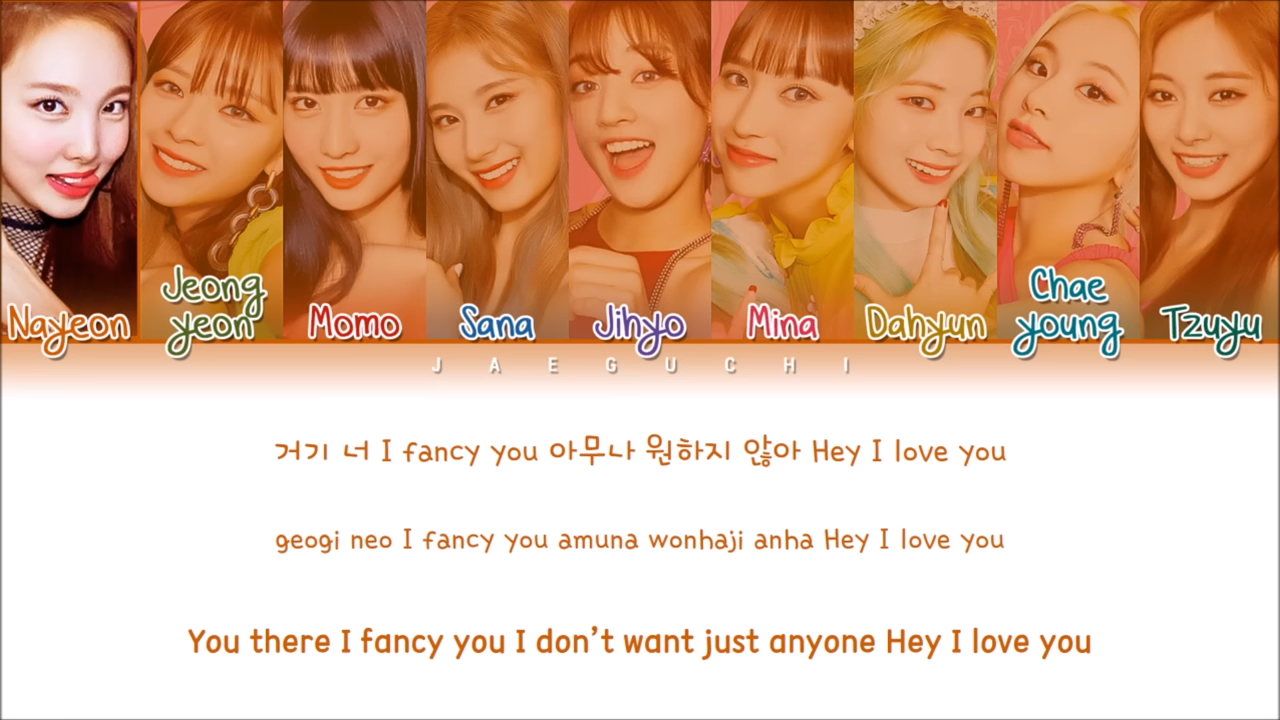 Nayeon
Jeong
yeon
Momo
Sana
Jihyo
Mina
Dahyun
Chae
young
Tzuyu
JAEGUCHI
거기 너 I fancy you 아무나 원하지 않아 Hey I love you
geogi neo I fancy you amuna wonhaji anha Hey I love you
You there I fancy you I don't want just anyone Hey I love you